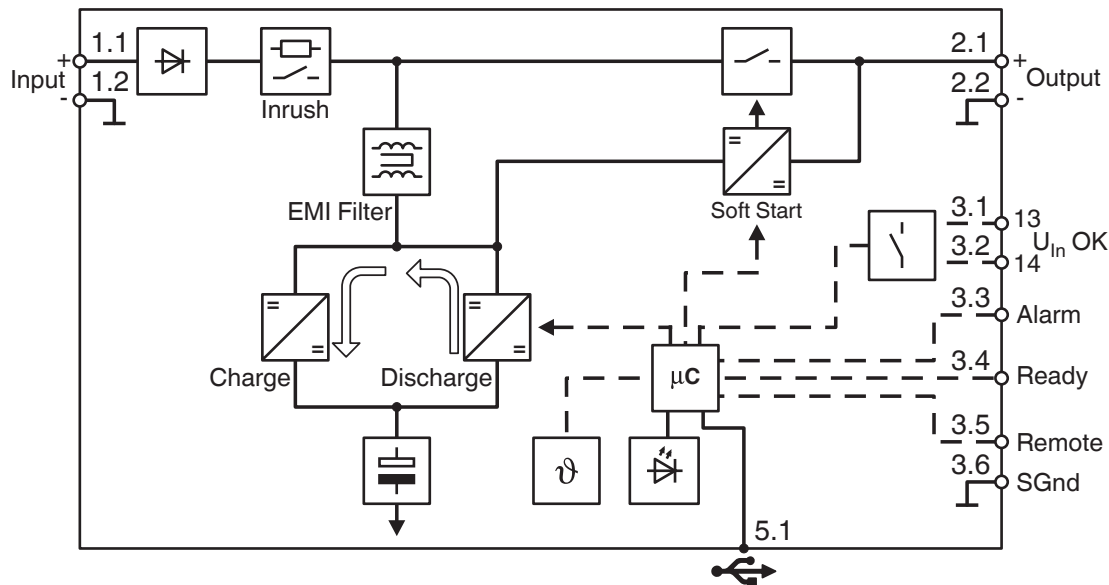 1.1
+
Input
1.2
-
Inrush
2.1
+
Output
2.2
-
EMI Filter
=
=
Soft Start
3.1
13
U_In OK
3.2
14
3.3
Alarm
=
=
Charge
=
=
Discharge
µC
3.4
Ready
3.5
Remote
3.6
SGnd
ϑ
5.1